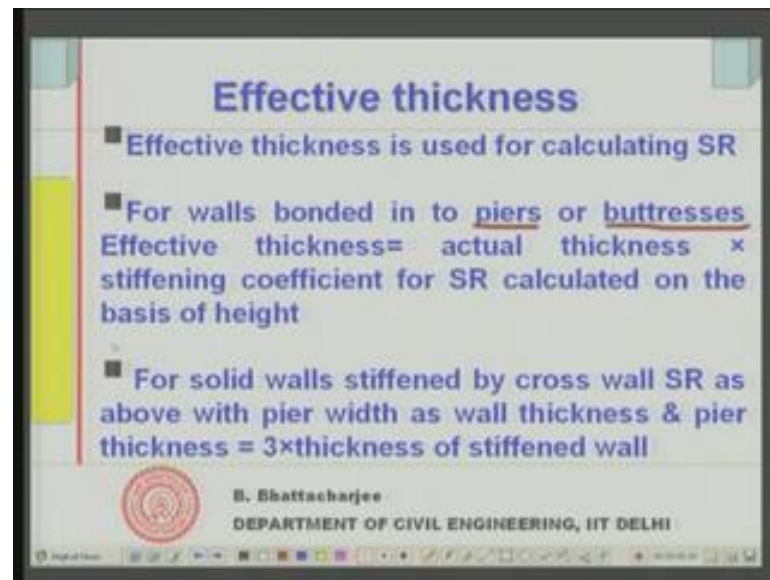 Effective thickness
Effective thickness is used for calculating SR
For walls bonded in to piers or buttresses
Effective thickness= actual thickness ×
stiffening coefficient for SR calculated on the
basis of height
For solid walls stiffened by cross wall SR as
above with pier width as wall thickness & pier
thickness = 3×thickness of stiffened wall
B. Bhattacharjee
DEPARTMENT OF CIVIL ENGINEERING, IIT DELHI